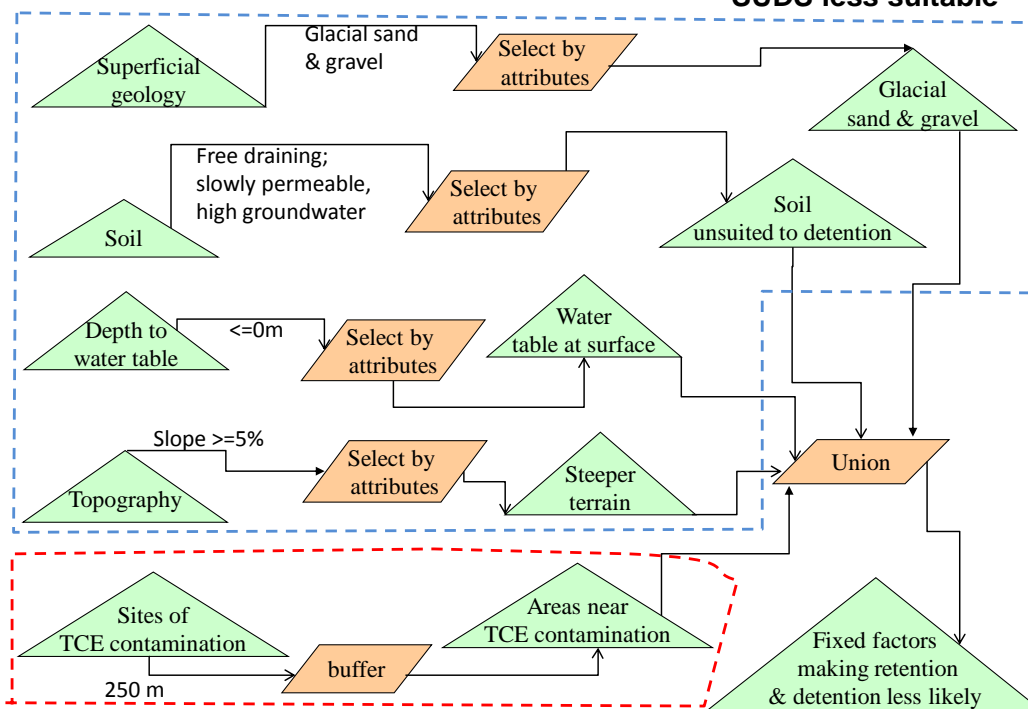 SUDS less suitable
Glacial sand
& gravel
Superficial
geology
Select by
attributes
Glacial
sand & gravel
Free draining;
slowly permeable,
high groundwater
Soil
Select by
attributes
Soil
unsuited to detention
Depth to
water table
<=0m
Select by
attributes
Water
table at surface
Slope >=5%
Topography
Select by
attributes
Steeper
terrain
Union
Sites of
TCE contamination
250 m
buffer
Areas near
TCE contamination
Fixed factors
making retention
& detention less likely